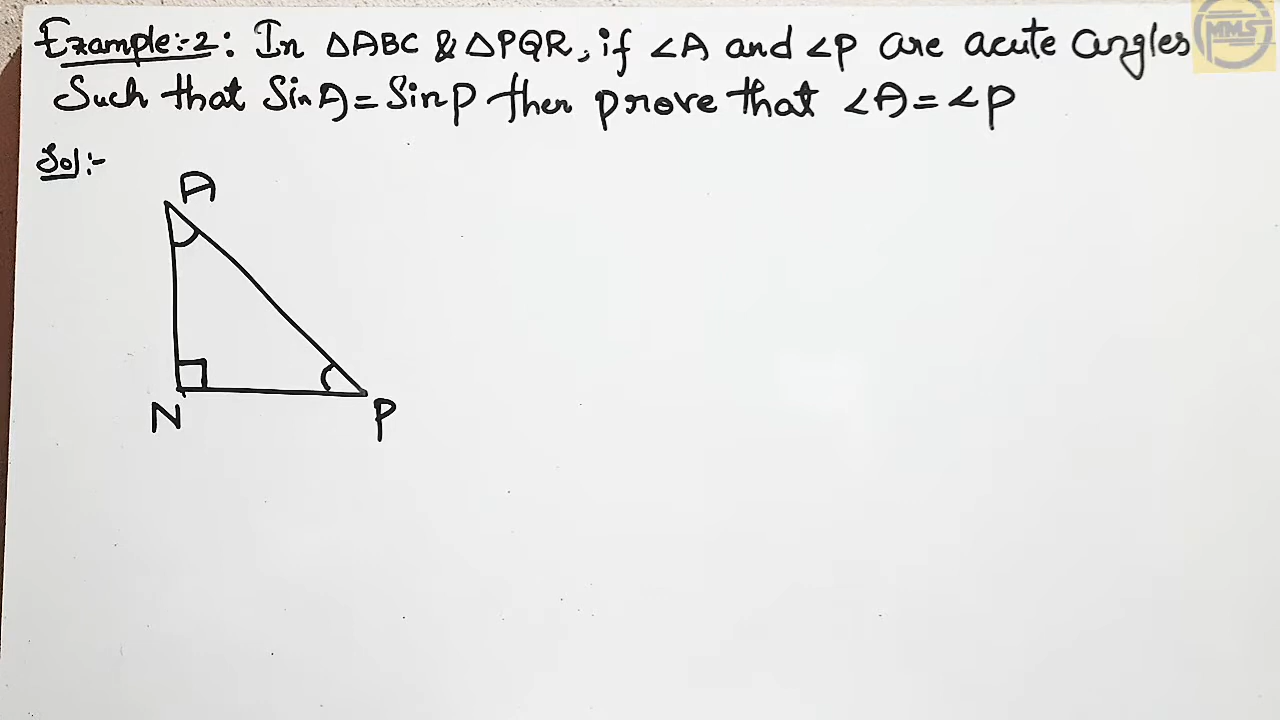 Example:-2: In △ABC & △PQR, if ∠A and ∠P are acute angles
Such that SinA = SinP then prove that ∠A = ∠P
Sol:-
A
N
P
MMS